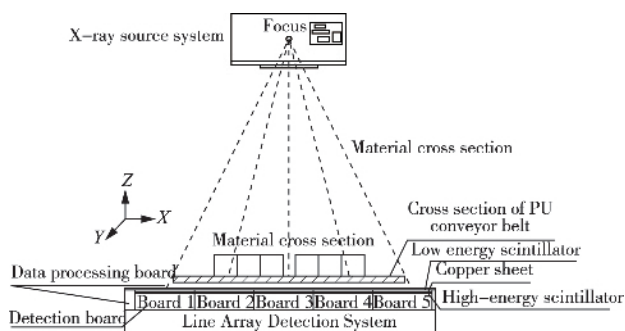 Focus
X-ray source system
Material cross section
Z
X
Y
Cross section of PU
conveyor belt
Material cross section
Low energy scintillator
Data processing board
Copper sheet
Board 1 Board 2 Board 3 Board 4 Board 5
High-energy scintillator
Detection board
Line Array Detection System